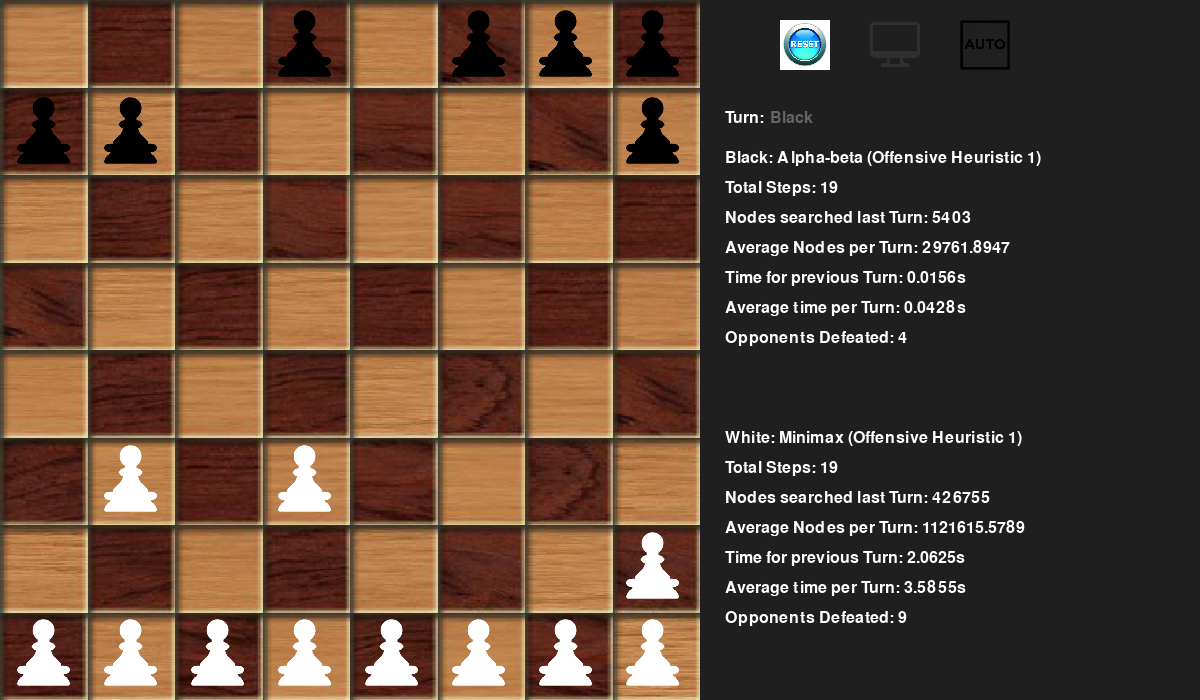 RESET
AUTO
Turn: Black
Black: Alpha-beta (Offensive Heuristic 1)
Total Steps: 19
Nodes searched last Turn: 5403
Average Nodes per Turn: 29761.8947
Time for previous Turn: 0.0156s
Average time per Turn: 0.0428s
Opponents Defeated: 4
White: Minimax (Offensive Heuristic 1)
Total Steps: 19
Nodes searched last Turn: 426755
Average Nodes per Turn: 1121615.5789
Time for previous Turn: 2.0625s
Average time per Turn: 3.5855s
Opponents Defeated: 9